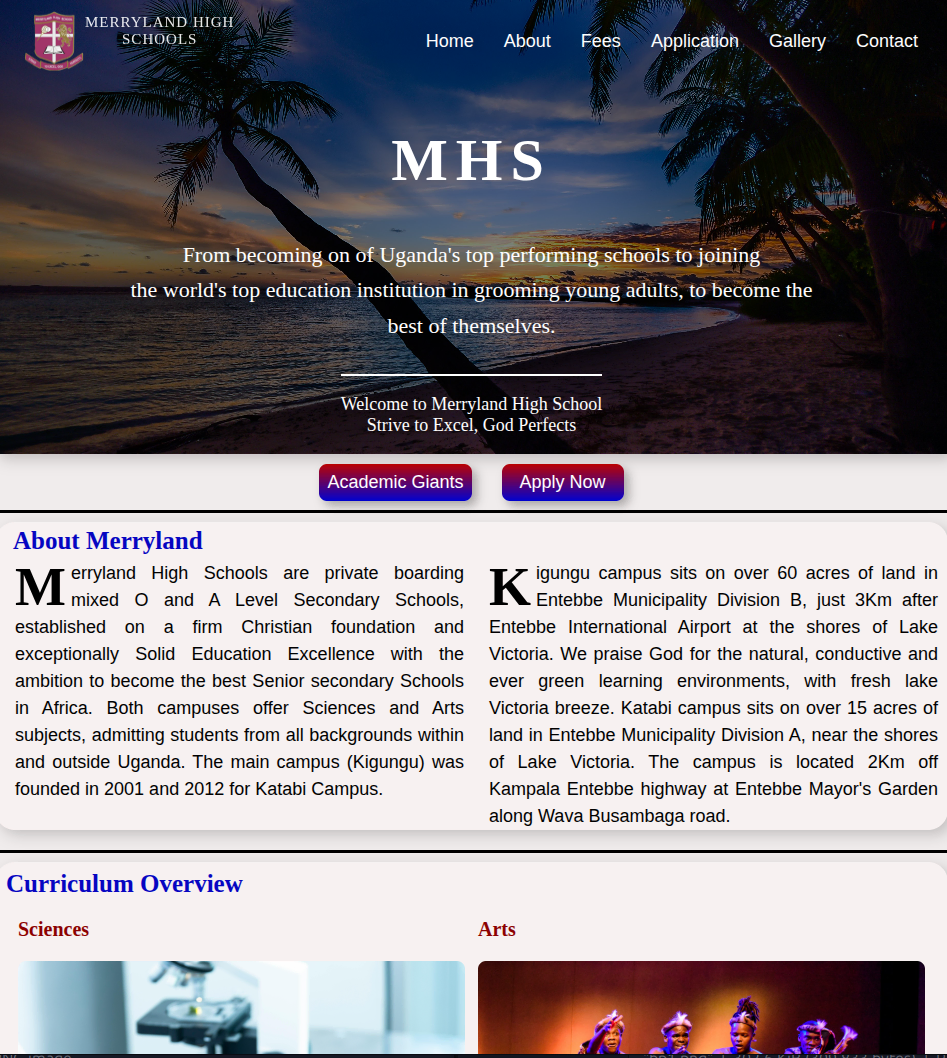 MERRYLAND HIGH
SCHOOLS
Home About Fees Application Gallery Contact
MHS
From becoming on of Uganda's top performing schools to joining
the world's top education institution in grooming young adults, to become the
best of themselves.
Welcome to Merryland High School
Strive to Excel, God Perfects
Academic Giants Apply Now
About Merryland
Merryland High Schools are private boarding
mixed O and A Level Secondary Schools,
established on a firm Christian foundation and
exceptionally Solid Education Excellence with the
ambition to become the best Senior secondary Schools
in Africa. Both campuses offer Sciences and Arts
subjects, admitting students from all backgrounds within
and outside Uganda. The main campus (Kigungu) was
founded in 2001 and 2012 for Katabi Campus.
Kigungu campus sits on over 60 acres of land in
Entebbe Municipality Division B, just 3Km after
Entebbe International Airport at the shores of Lake
Victoria. We praise God for the natural, conductive and
ever green learning environments, with fresh lake
Victoria breeze. Katabi campus sits on over 15 acres of
land in Entebbe Municipality Division A, near the shores
of Lake Victoria. The campus is located 2Km off
Kampala Entebbe highway at Entebbe Mayor's Garden
along Wava Busambaga road.
Curriculum Overview
Sciences
Arts